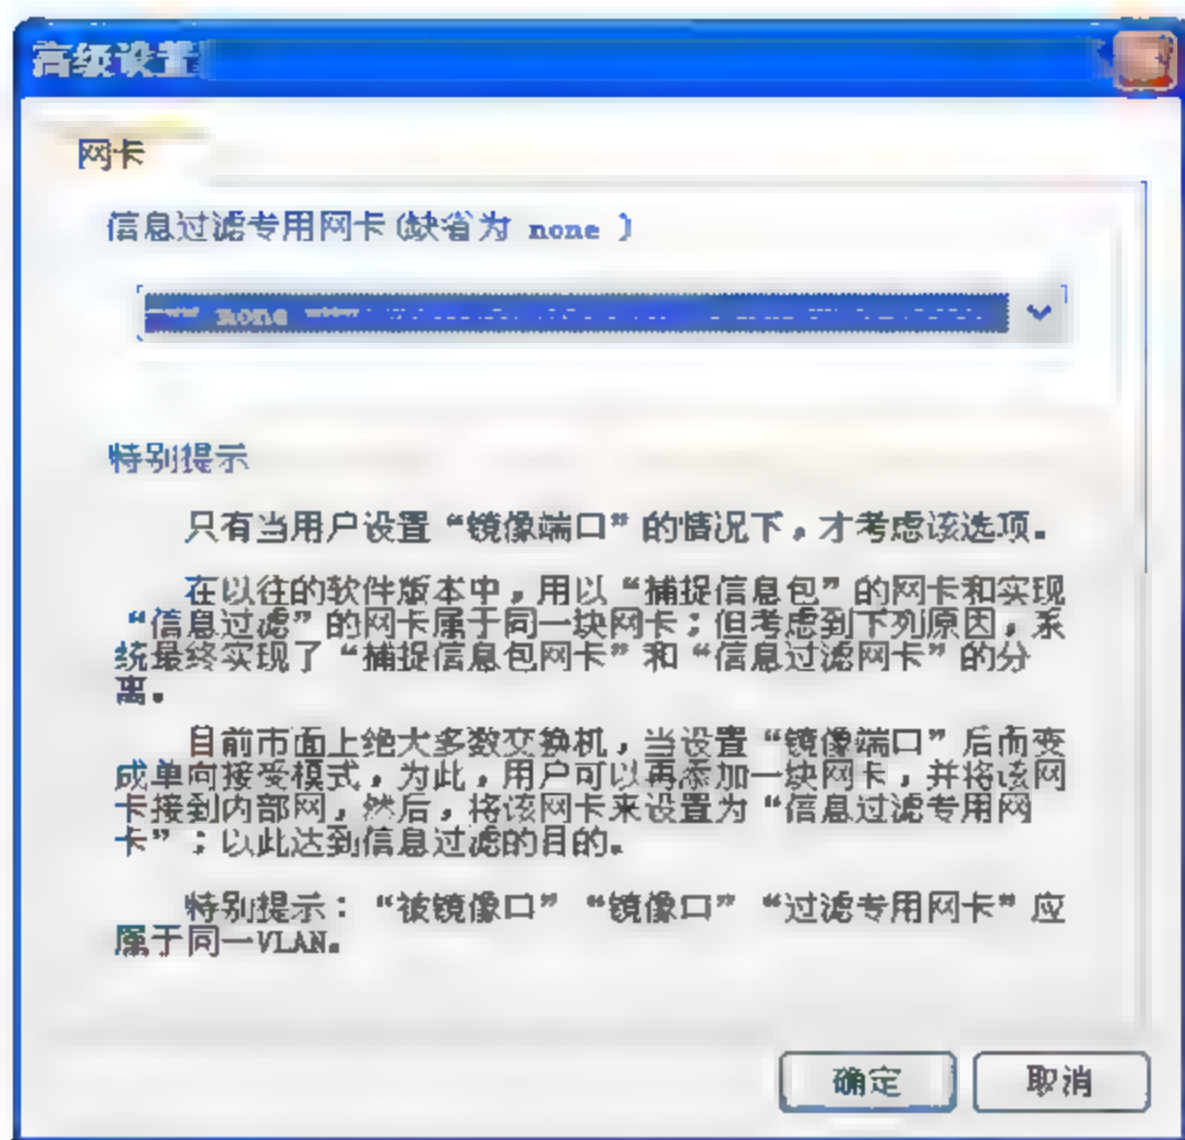 高级设置
网卡
信息过滤专用网卡(缺省为 none )
none
特别提示
只有当用户设置“镜像端口”的情况下，才考虑该选项。
在以往的软件版本中，用以“捕捉信息包”的网卡和实现
“信息过滤”的网卡属于同一块网卡；但考虑到下列原因，系
统最终实现了“捕捉信息包网卡”和“信息过滤网卡”的分
离。
目前市面上绝大多数交换机，当设置“镜像端口”后而变
成单向接受模式，为此，用户可以再添加一块网卡，并将该网
卡接到内部网，然后，将该网卡来设置为“信息过滤专用网
卡”；以此达到信息过滤的目的。
特别提示：“被镜像口”“镜像口”“过滤专用网卡”应
属于同一VLAN。
确定
取消